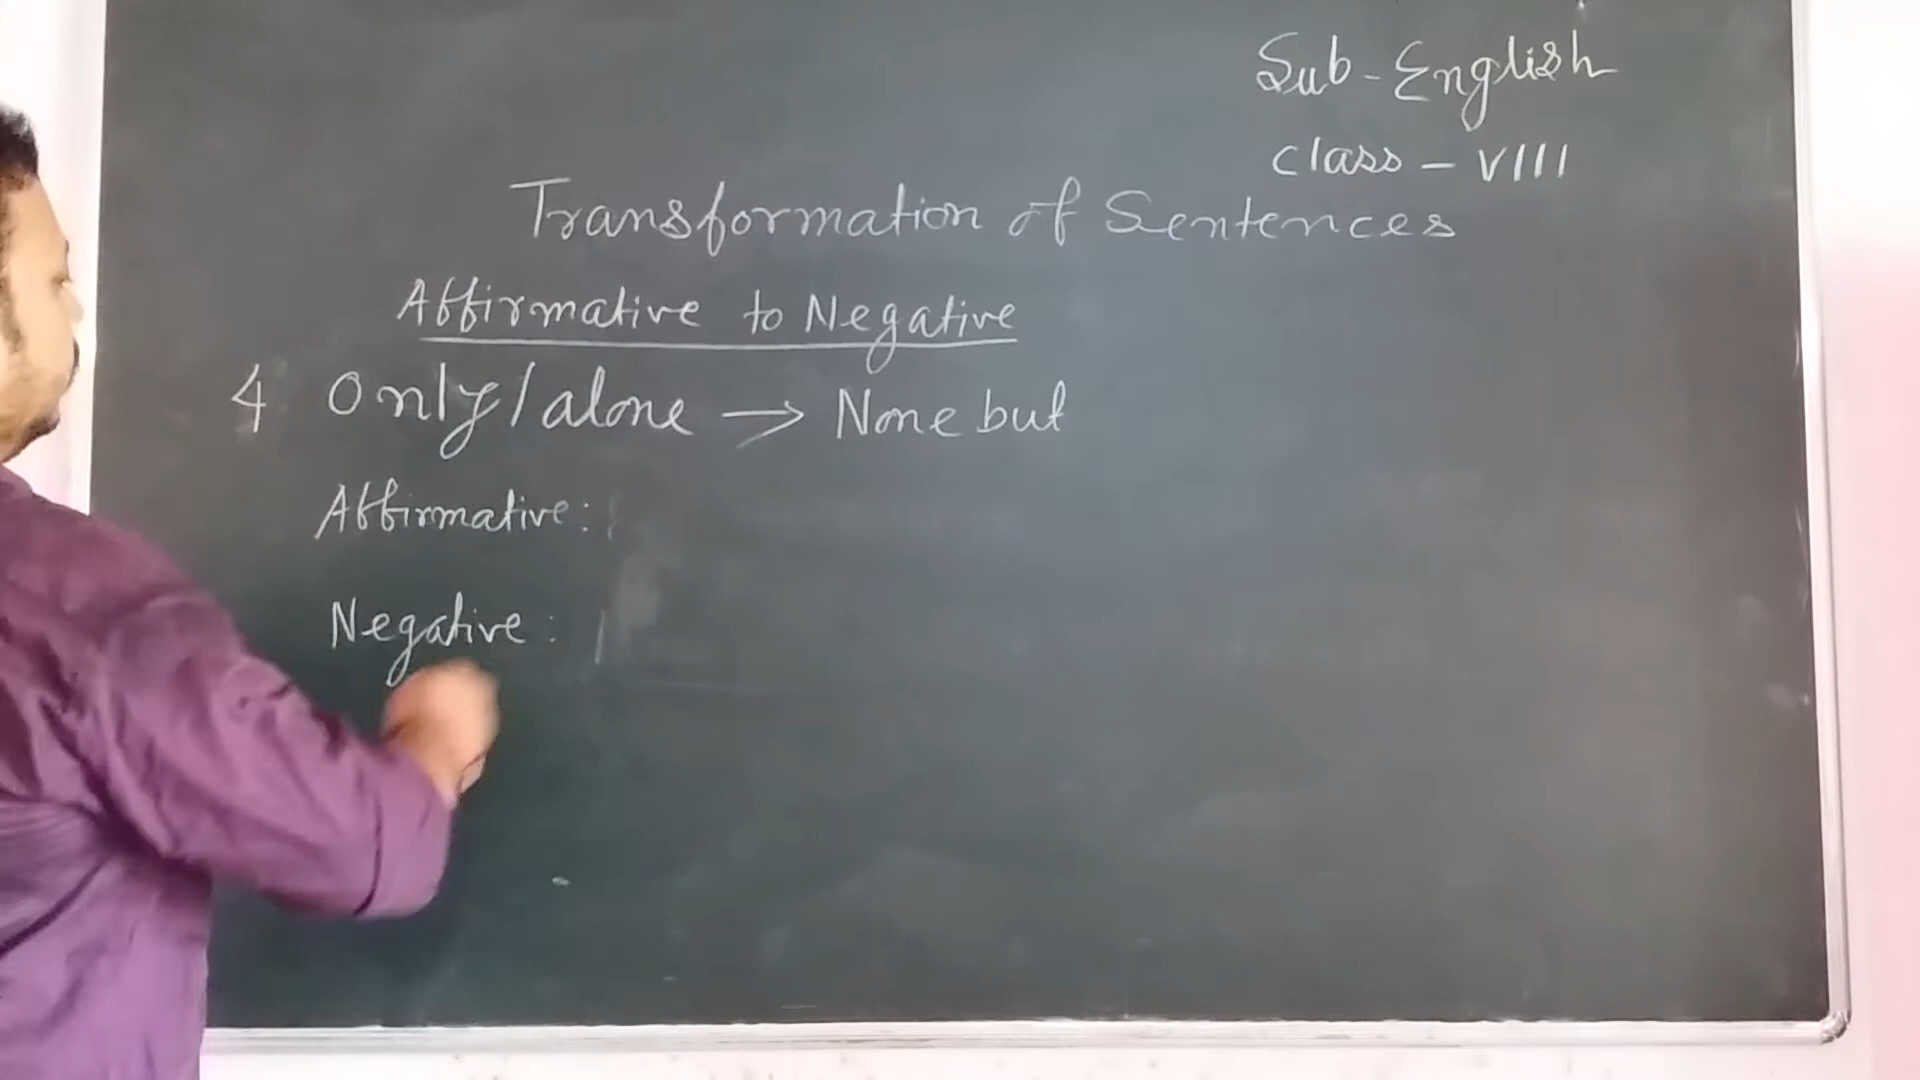 Sub - English
Class - VIII
Transformation of Sentences
Affirmative to Negative
4 Only/alone → None but
Affirmative:
Negative: